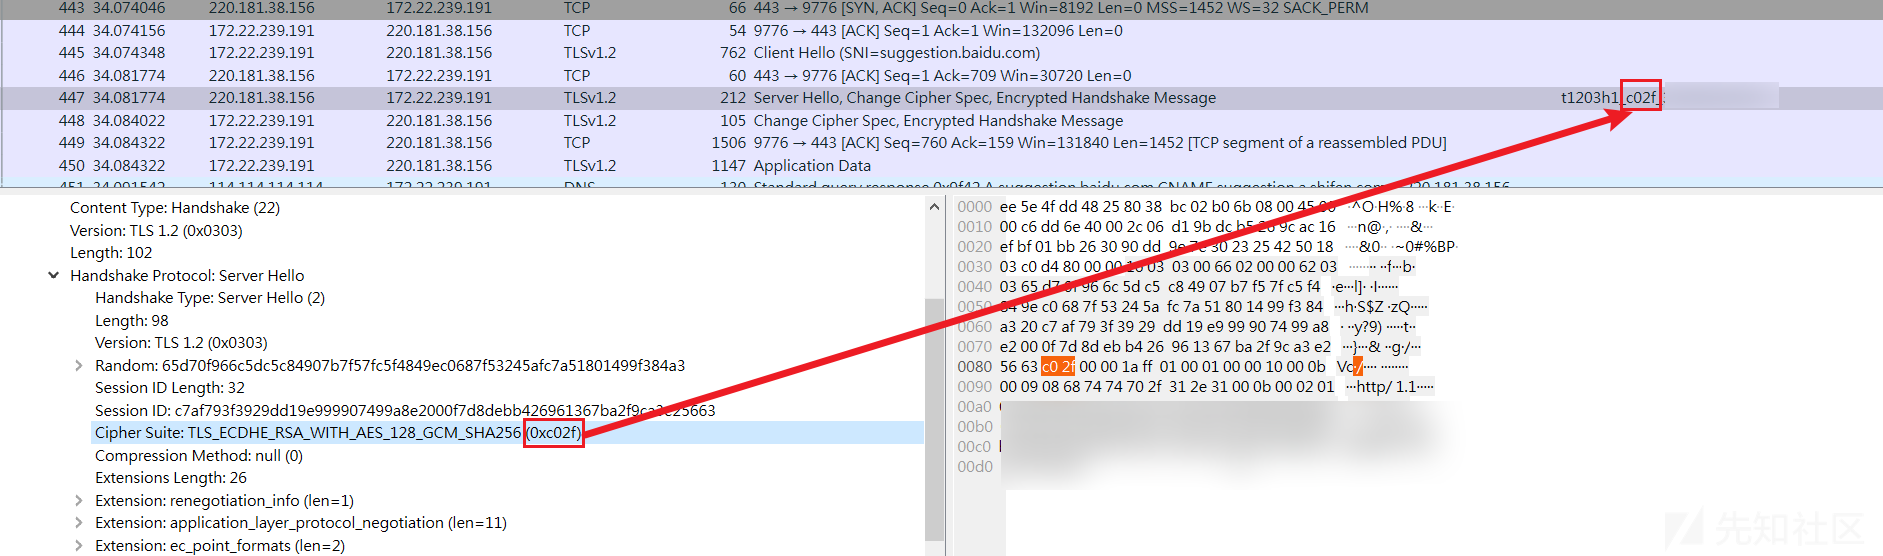 443 34.074046 220.181.38.156 172.22.239.191 TCP 66 443 → 9776 [SYN, ACK] Seq=0 Ack=1 Win=8192 Len=0 MSS=1452 WS=32 SACK_PERM
444 34.074156 172.22.239.191 220.181.38.156 TCP 54 9776 → 443 [ACK] Seq=1 Ack=1 Win=132096 Len=0
445 34.074348 172.22.239.191 220.181.38.156 TLSv1.2 762 Client Hello (SNI=suggestion.baidu.com)
446 34.081774 220.181.38.156 172.22.239.191 TCP 60 443 → 9776 [ACK] Seq=1 Ack=709 Win=30720 Len=0
447 34.081774 220.181.38.156 172.22.239.191 TLSv1.2 212 Server Hello, Change Cipher Spec, Encrypted Handshake Message t1203h1_c02f_
448 34.084022 172.22.239.191 220.181.38.156 TLSv1.2 105 Change Cipher Spec, Encrypted Handshake Message
449 34.084322 172.22.239.191 220.181.38.156 TCP 1506 9776 → 443 [ACK] Seq=760 Ack=159 Win=131840 Len=1452 [TCP segment of a reassembled PDU]
450 34.084322 172.22.239.191 220.181.38.156 TLSv1.2 1147 Application Data
451 34.091542 114.114.114.114 172.22.239.191 DNS 120 Standard query response 0x9f42 A suggestion.baidu.com CNAME suggestion.a.shifen.com 220.181.38.156
Content Type: Handshake (22)
Version: TLS 1.2 (0x0303)
Length: 102
Handshake Protocol: Server Hello
Handshake Type: Server Hello (2)
Length: 98
Version: TLS 1.2 (0x0303)
Random: 65d70f966c5dc5c84907b7f57fc5f4849ec0687f53245afc7a51801499f384a3
Session ID Length: 32
Session ID: c7af793f3929dd19e999907499a8e2000f7d8debb426961367ba2f9ca3e25663
Cipher Suite: TLS_ECDHE_RSA_WITH_AES_128_GCM_SHA256 (0xc02f)
Compression Method: null (0)
Extensions Length: 26
Extension: renegotiation_info (len=1)
Extension: application_layer_protocol_negotiation (len=11)
Extension: ec_point_formats (len=2)
0000 ee 5e 4f dd 48 25 80 38 bc 02 b0 6b 08 00 45 00 ·^O·H%·8 ···k··E·
0010 00 c6 dd 6e 40 00 2c 06 d1 9b dc b5 26 9c ac 16 ···n@·,· ····&···
0020 ef bf 01 bb 26 30 90 dd 9e 7e 30 23 25 42 50 18 ····&0·· ·~0#%BP·
0030 03 c0 d4 80 00 00 16 03 03 00 66 02 00 00 62 03 ········ ··f···b·
0040 03 65 d7 0f 96 6c 5d c5 c8 49 07 b7 f5 7f c5 f4 ·e···l]· ·I······
0050 84 9e c0 68 7f 53 24 5a fc 7a 51 80 14 99 f3 84 ···h·S$Z ·zQ·····
0060 a3 20 c7 af 79 3f 39 29 dd 19 e9 99 90 74 99 a8 · ··y?9) ·····t··
0070 e2 00 0f 7d 8d eb b4 26 96 13 67 ba 2f 9c a3 e2 ···}···& ··g·/···
0080 56 63 c0 2f 00 00 1a ff 01 00 01 00 00 10 00 0b Vc·/···· ········
0090 00 09 08 68 74 74 70 2f 31 2e 31 00 0b 00 02 01 ···http/ 1.1·····
00a0
00b0
00c0
00d0
先知社区